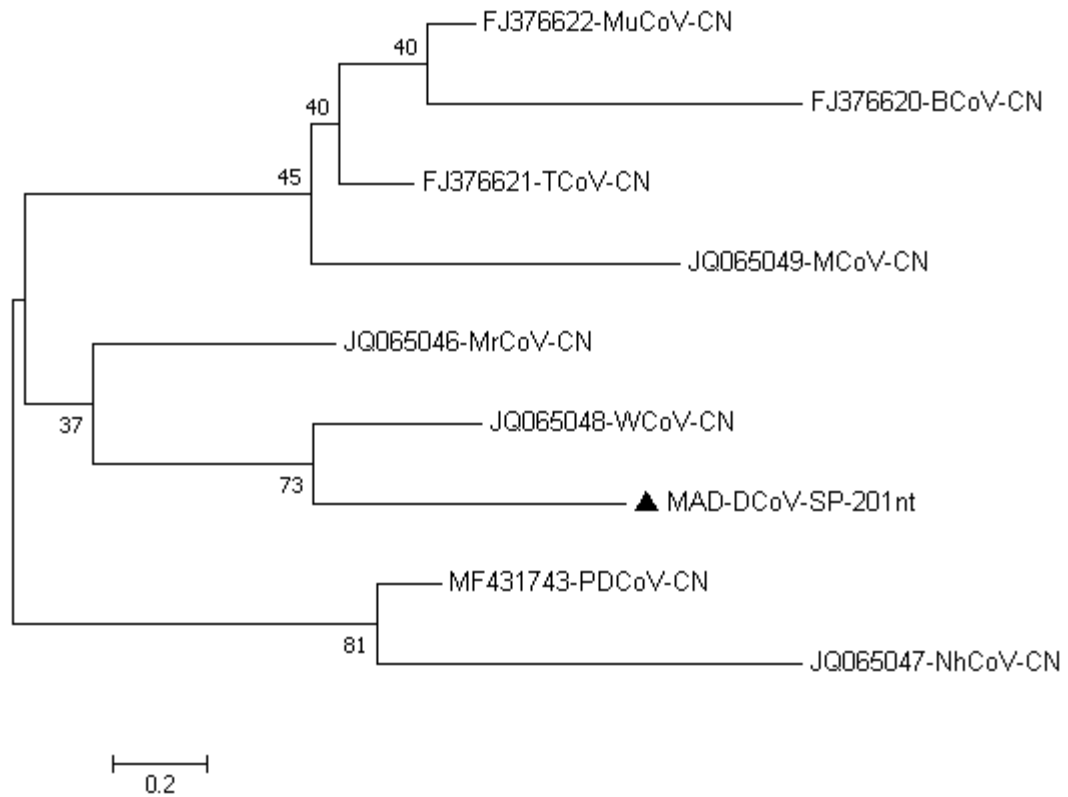 FJ376622-MuCoV-CN
40
FJ376620-BCoV-CN
40
45
FJ376621-TCoV-CN
JQ065049-MCoV-CN
JQ065046-MrCoV-CN
37
JQ065048-WCoV-CN
73
▲ MAD-DCoV-SP-201nt
MF431743-PDCoV-CN
81
JQ065047-NhCoV-CN
0.2